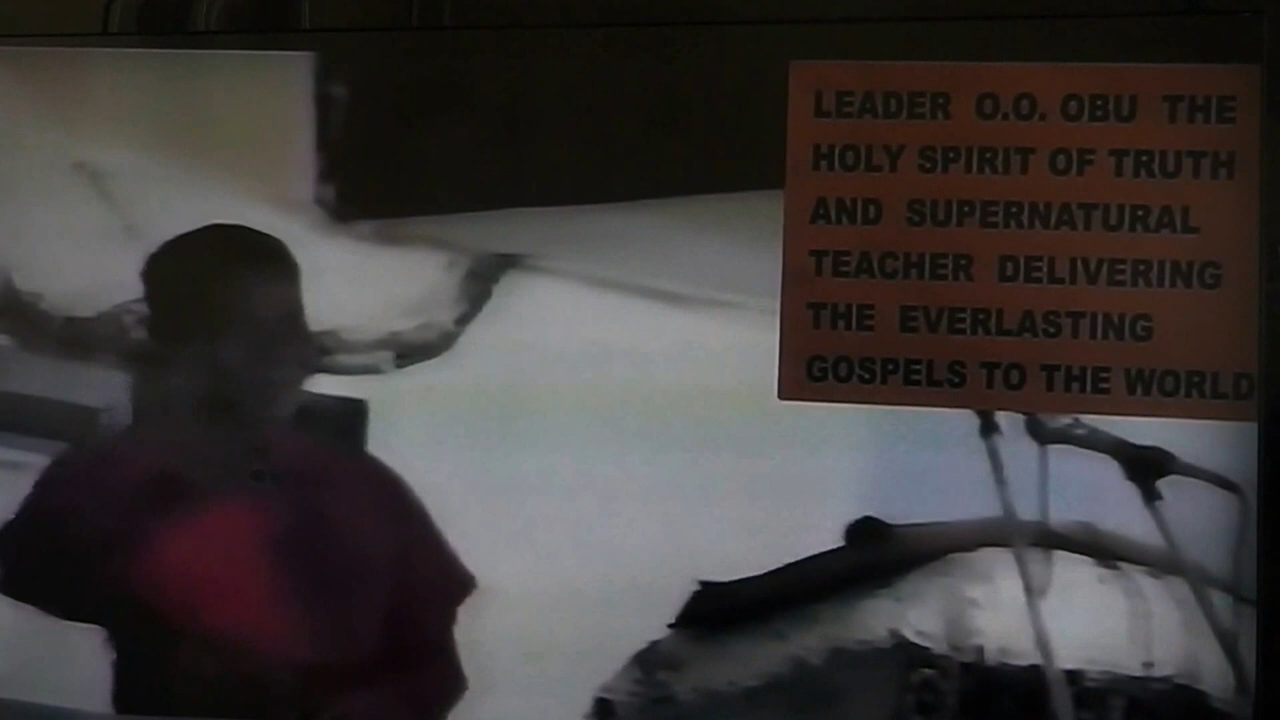 LEADER O.O. OBU THE
HOLY SPIRIT OF TRUTH
AND SUPERNATURAL
TEACHER DELIVERING
THE EVERLASTING
GOSPELS TO THE WORLD